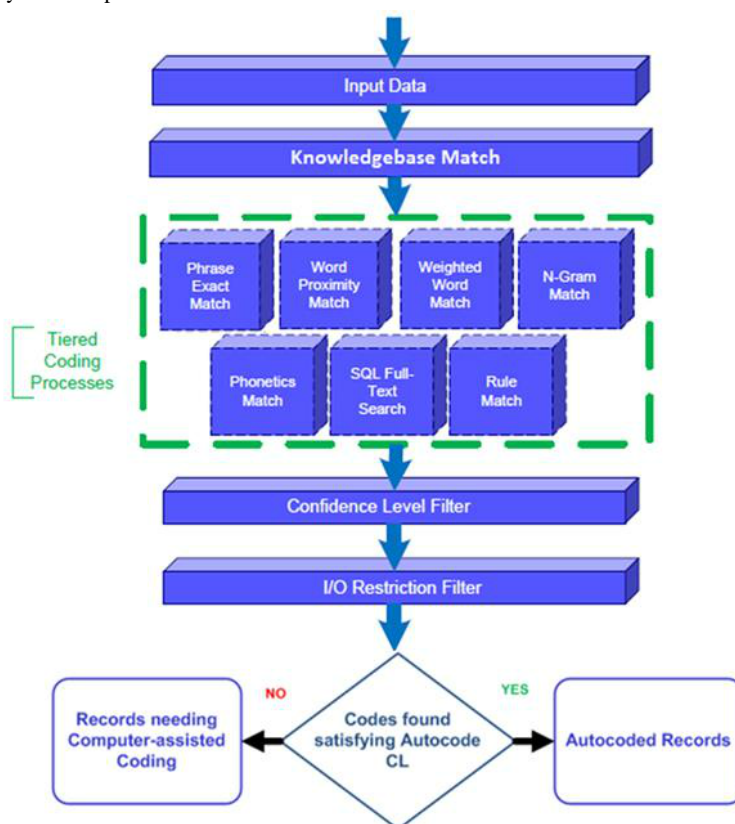 Input Data
Knowledgebase Match
Phrase
Exact
Match
Word
Proximity
Match
Weighted
Word
Match
N-Gram
Match
Tiered
Coding
Processes
Phonetics
Match
SQL Full-
Text
Search
Rule
Match
Confidence Level Filter
I/O Restriction Filter
NO
YES
Records needing
Computer-assisted
Coding
Codes found
satisfying Autocode
CL
Autocoded Records